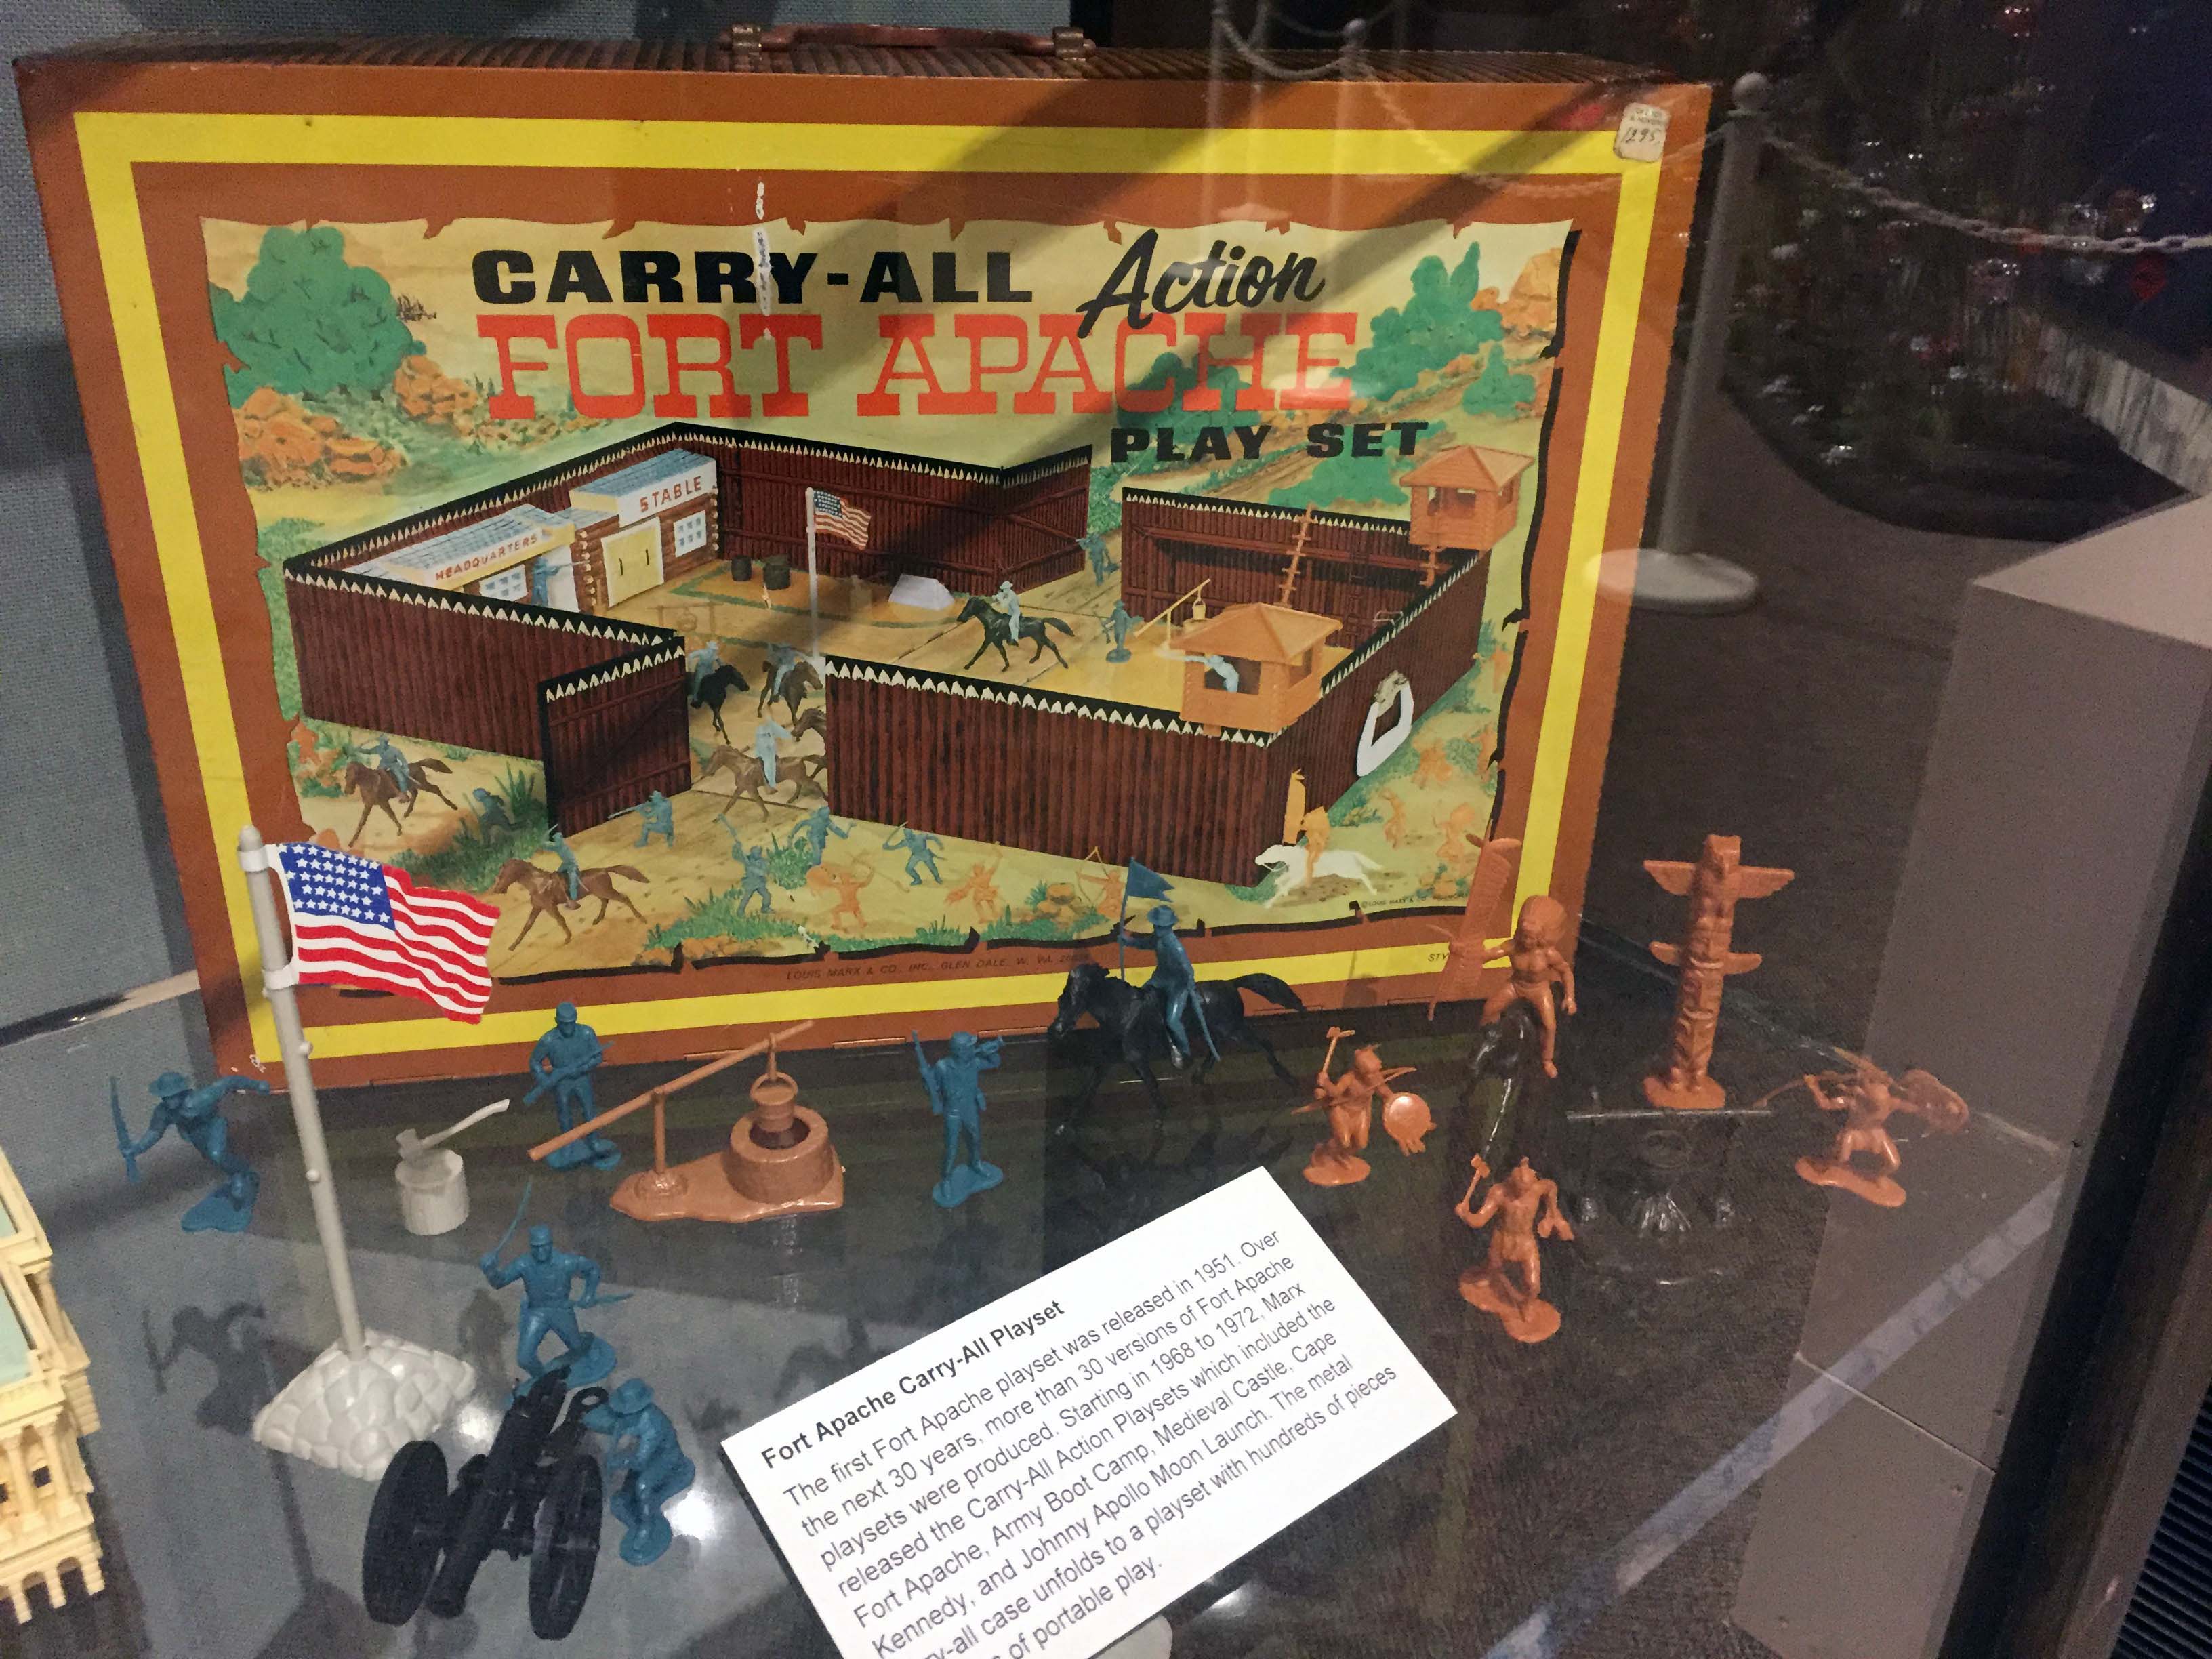 1295
CARRY-ALL Action
FORT APACHE
PLAY SET
STABLE
HEADQUARTERS
©LOUIS MARX &
LOUIS MARX & CO., INC., GLEN DALE, W. VA.
Fort Apache Carry-All Playset
The first Fort Apache playset was released in 1951. Over
the next 30 years, more than 30 versions of Fort Apache
playsets were produced. Starting in 1968 to 1972, Marx
released the Carry-All Action Playsets which included the
Fort Apache, Army Boot Camp, Medieval Castle, Cape
Kennedy, and Johnny Apollo Moon Launch. The metal
ry-all case unfolds to a playset with hundreds of pieces
of portable play.